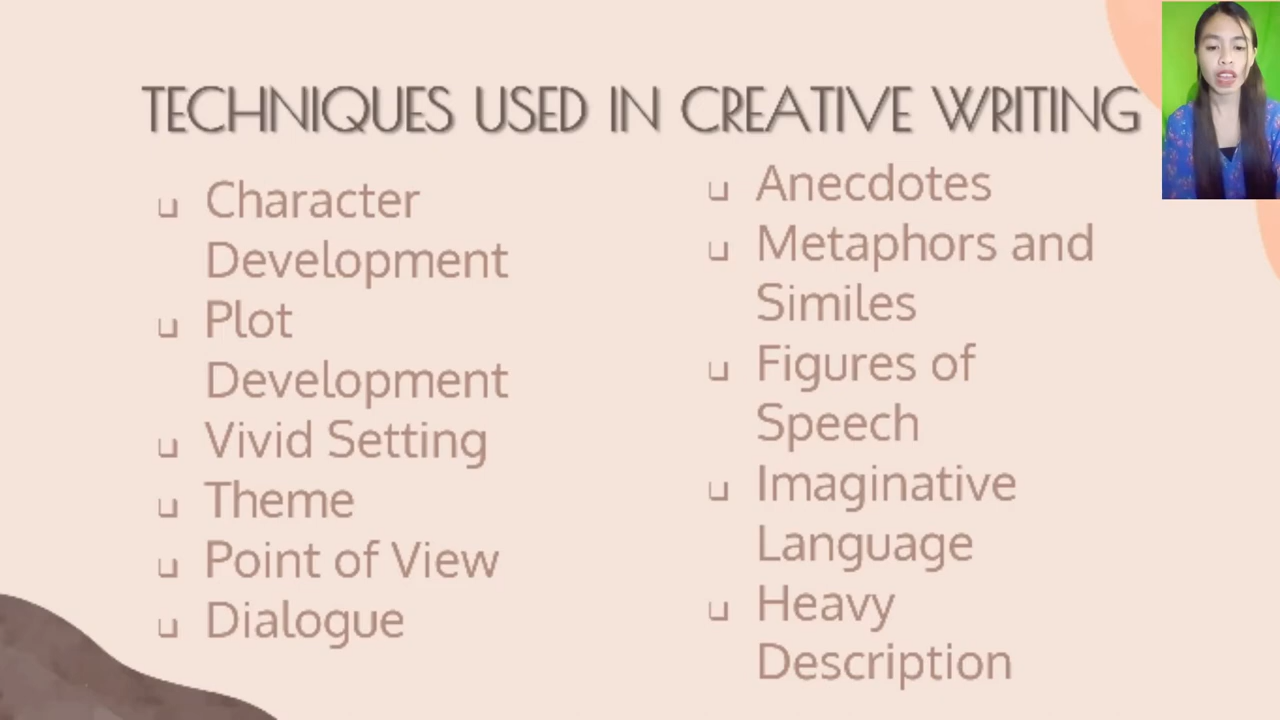 TECHNIQUES USED IN CREATIVE WRITING
Character
Development
Plot
Development
Vivid Setting
Theme
Point of View
Dialogue
Anecdotes
Metaphors and
Similes
Figures of
Speech
Imaginative
Language
Heavy
Description